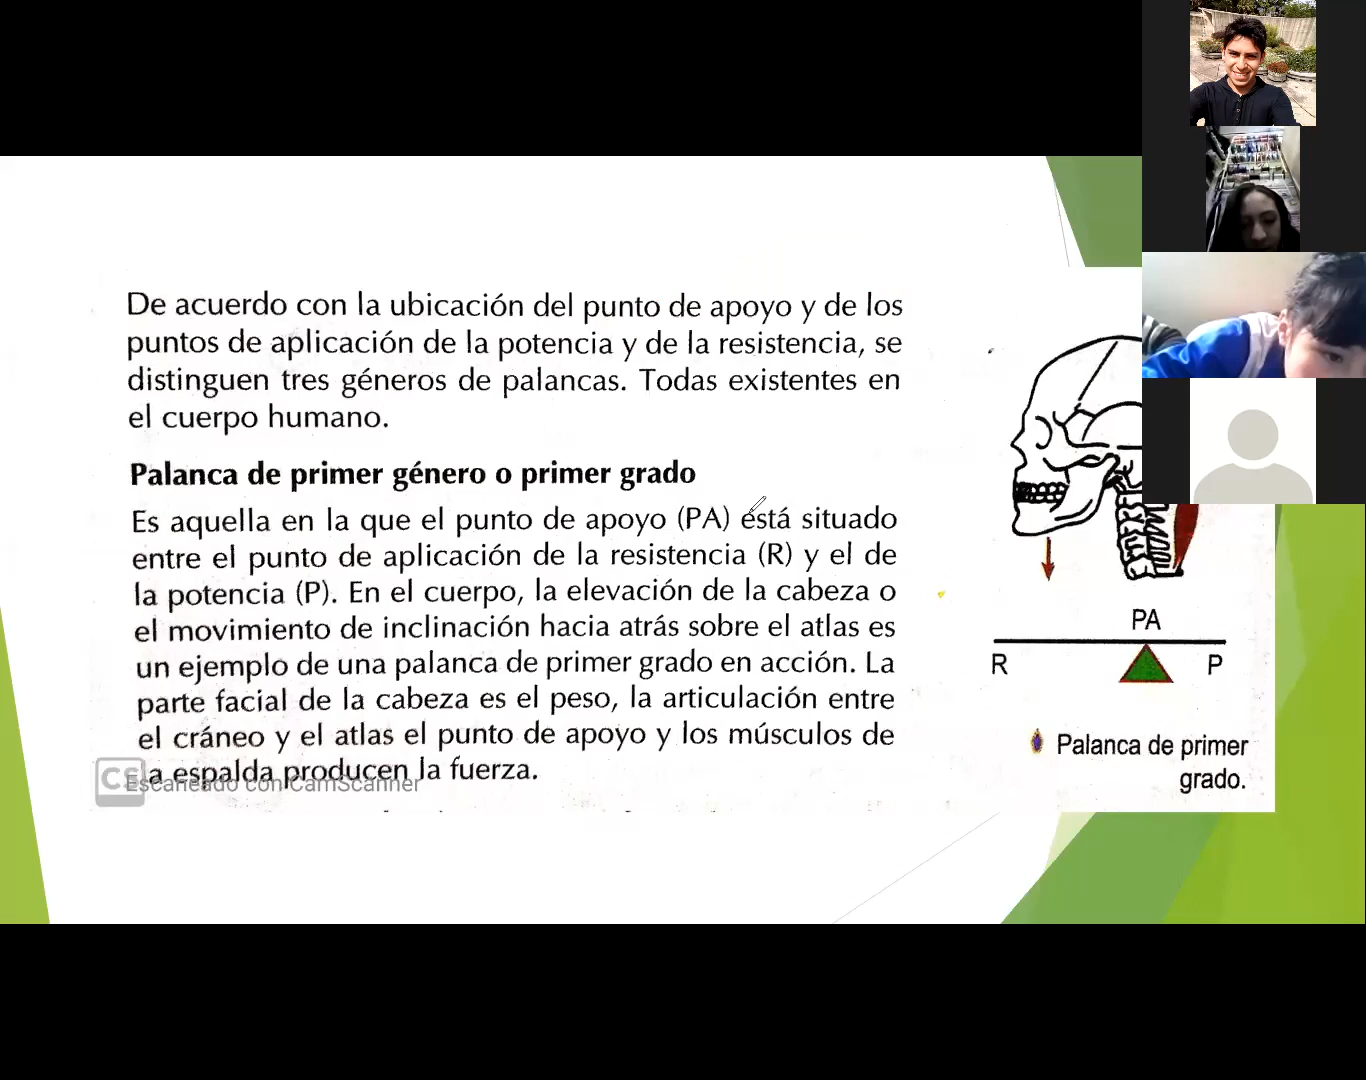 De acuerdo con la ubicación del punto de apoyo y de los
puntos de aplicación de la potencia y de la resistencia, se
distinguen tres géneros de palancas. Todas existentes en
el cuerpo humano.
Palanca de primer género o primer grado
Es aquella en la que el punto de apoyo (PA) está situado
entre el punto de aplicación de la resistencia (R) y el de
la potencia (P). En el cuerpo, la elevación de la cabeza o
el movimiento de inclinación hacia atrás sobre el atlas es
un ejemplo de una palanca de primer grado en acción. La
parte facial de la cabeza es el peso, la articulación entre
el cráneo y el atlas el punto de apoyo y los músculos de
a espalda producen la fuerza.
CS Escaneado con CamScanner
PA
R P
Palanca de primer
grado.